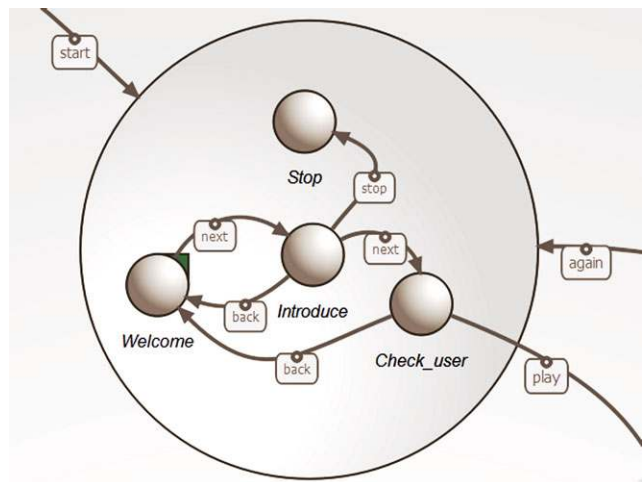 start
Stop
stop
next
next
again
back
Introduce
Welcome
back
Check_user
play